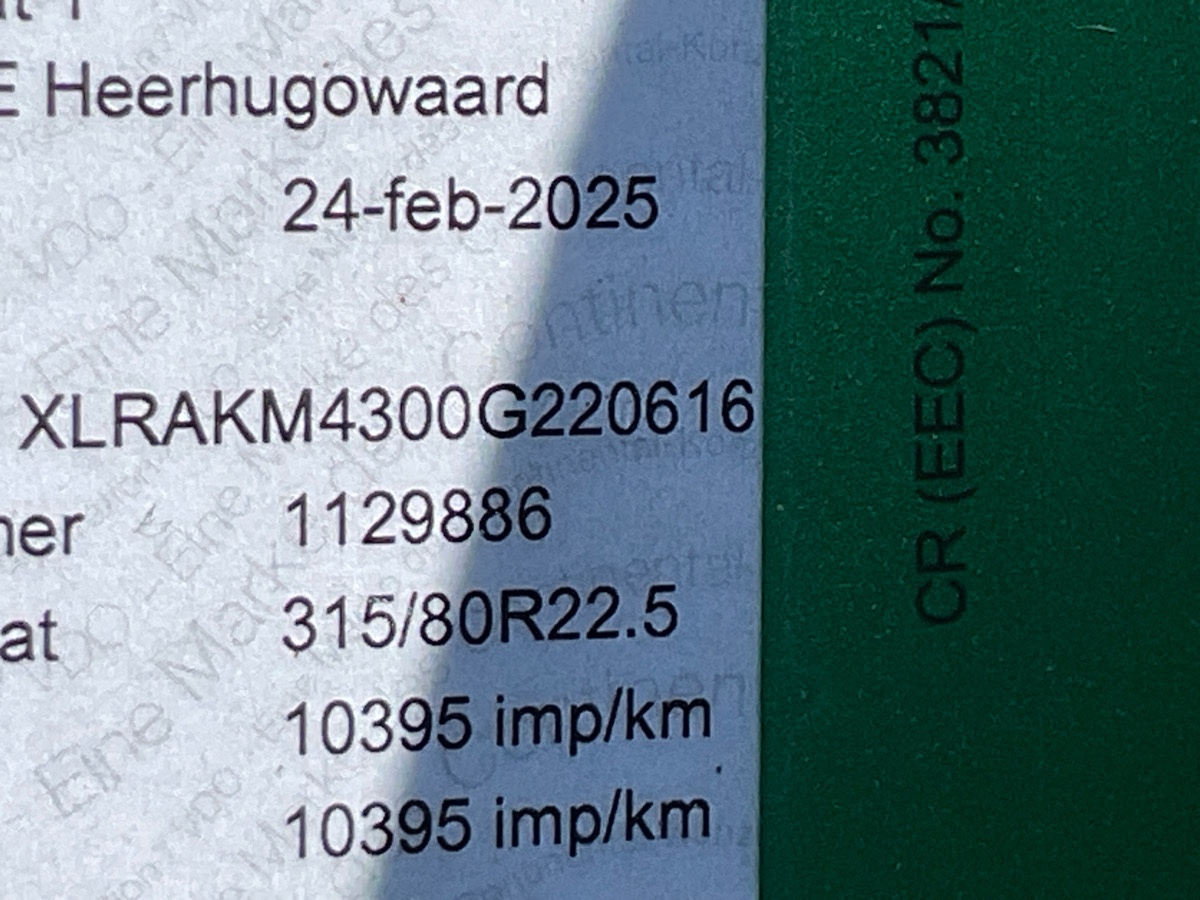 E Heerhugowaard
24-feb-2025
XLRAKM4300G220616
ner 1129886
at 315/80R22.5
10395 imp/km
10395 imp/km
CR (EEC) No. 3821/